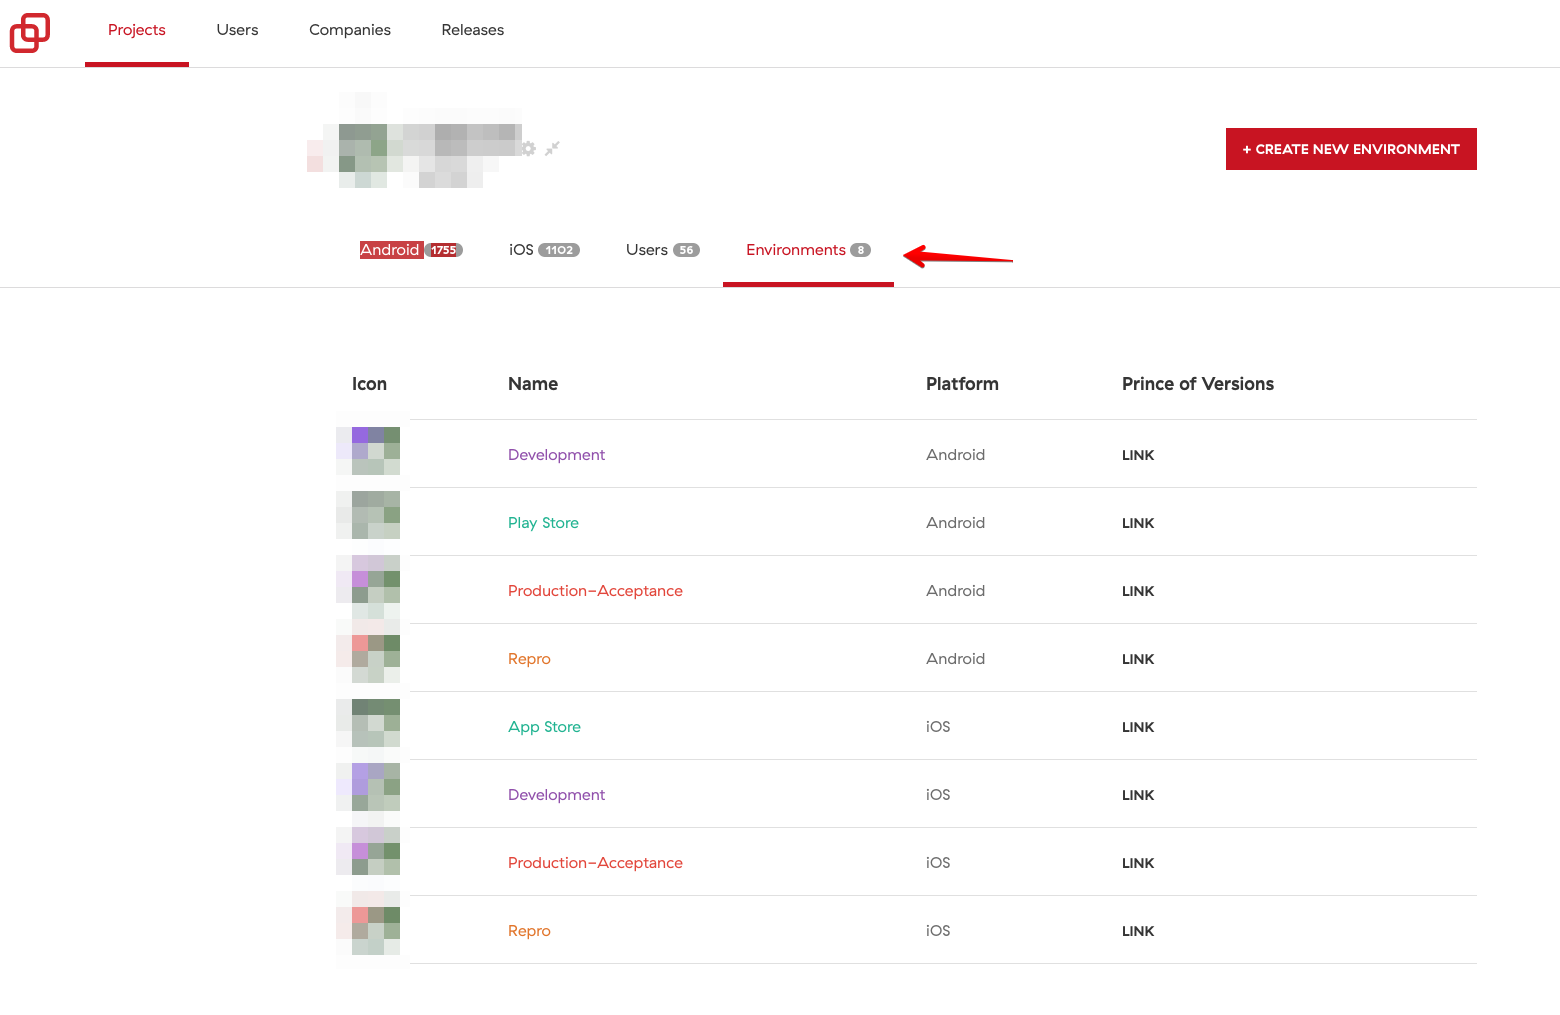 Projects Users Companies Releases
+ CREATE NEW ENVIRONMENT
Android 1755 iOS 1102 Users 56 Environments 8
Icon Name Platform Prince of Versions
Development Android LINK
Play Store Android LINK
Production-Acceptance Android LINK
Repro Android LINK
App Store iOS LINK
Development iOS LINK
Production-Acceptance iOS LINK
Repro iOS LINK